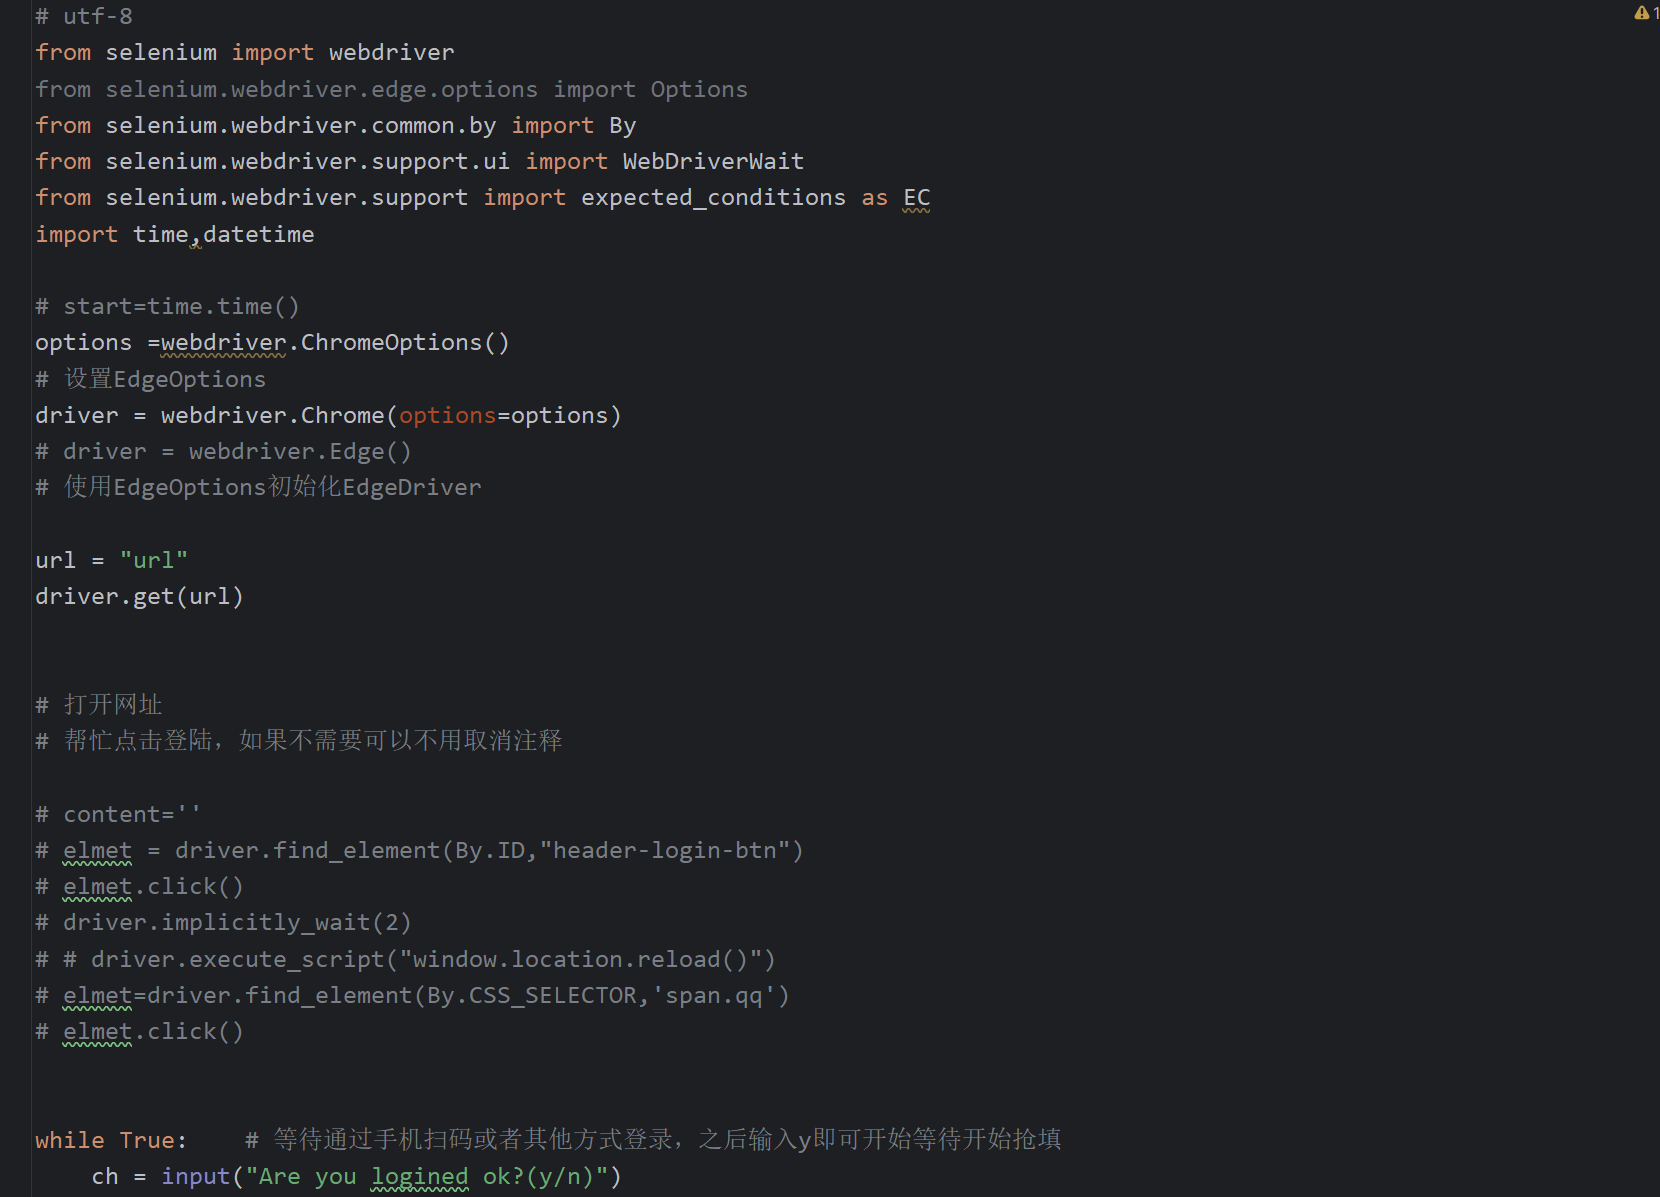 # utf-8
⚠1
from selenium import webdriver
from selenium.webdriver.edge.options import Options
from selenium.webdriver.common.by import By
from selenium.webdriver.support.ui import WebDriverWait
from selenium.webdriver.support import expected_conditions as EC
import time,datetime
# start=time.time()
options =webdriver.ChromeOptions()
# 设置EdgeOptions
driver = webdriver.Chrome(options=options)
# driver = webdriver.Edge()
# 使用EdgeOptions初始化EdgeDriver
url = "url"
driver.get(url)
# 打开网址
# 帮忙点击登陆，如果不需要可以不用取消注释
# content=''
# elmet = driver.find_element(By.ID,"header-login-btn")
# elmet.click()
# driver.implicitly_wait(2)
# # driver.execute_script("window.location.reload()")
# elmet=driver.find_element(By.CSS_SELECTOR,'span.qq')
# elmet.click()
while True:    # 等待通过手机扫码或者其他方式登录，之后输入y即可开始等待开始抢填
    ch = input("Are you logined ok?(y/n)")